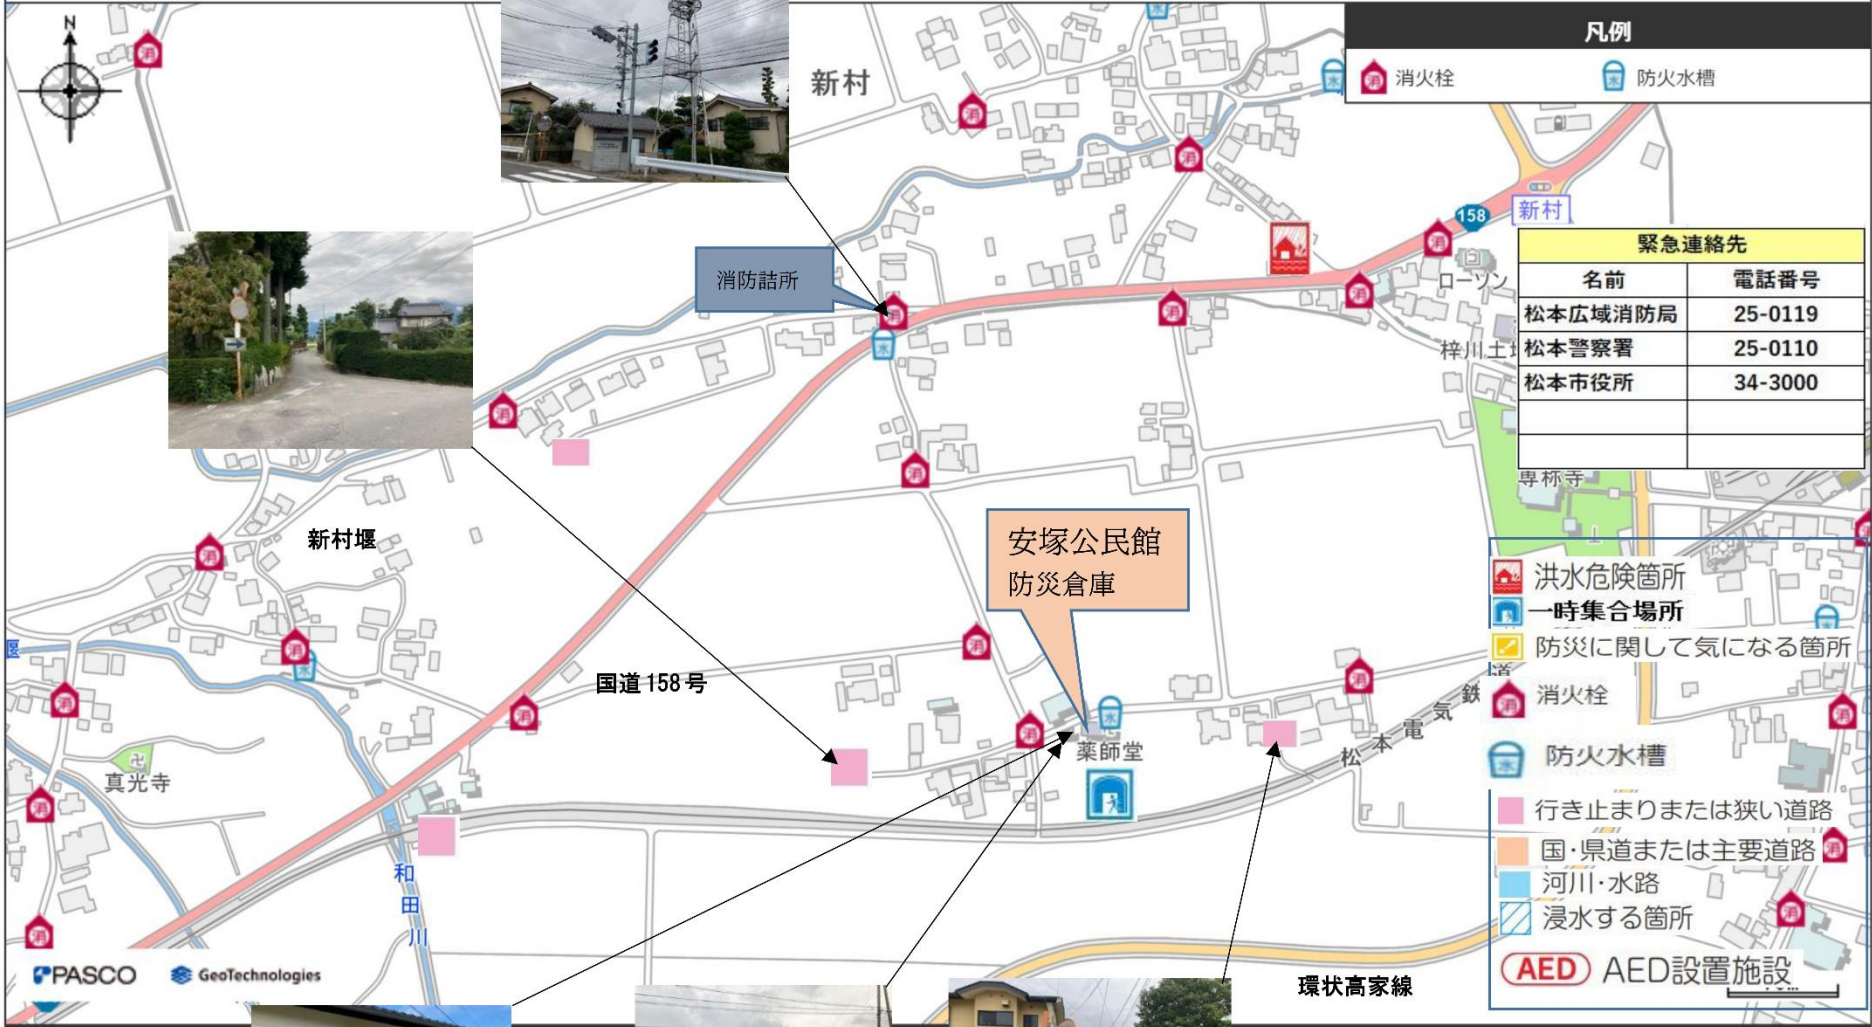 N
凡例
消火栓
防火水槽
新村
158
新村
緊急連絡先
名前 電話番号
松本広域消防局 25-0119
松本警察署 25-0110
松本市役所 34-3000
消防詰所
ローソン
梓川土地
専称寺
新村堰
安塚公民館
防災倉庫
国道158号
堰
真光寺
薬師堂
松本電気鉄道
和田川
環状高家線
洪水危険箇所
一時集合場所
防災に関して気になる箇所
消火栓
防火水槽
行き止まりまたは狭い道路
国・県道または主要道路
河川・水路
浸水する箇所
AED AED設置施設
PASCO
GeoTechnologies